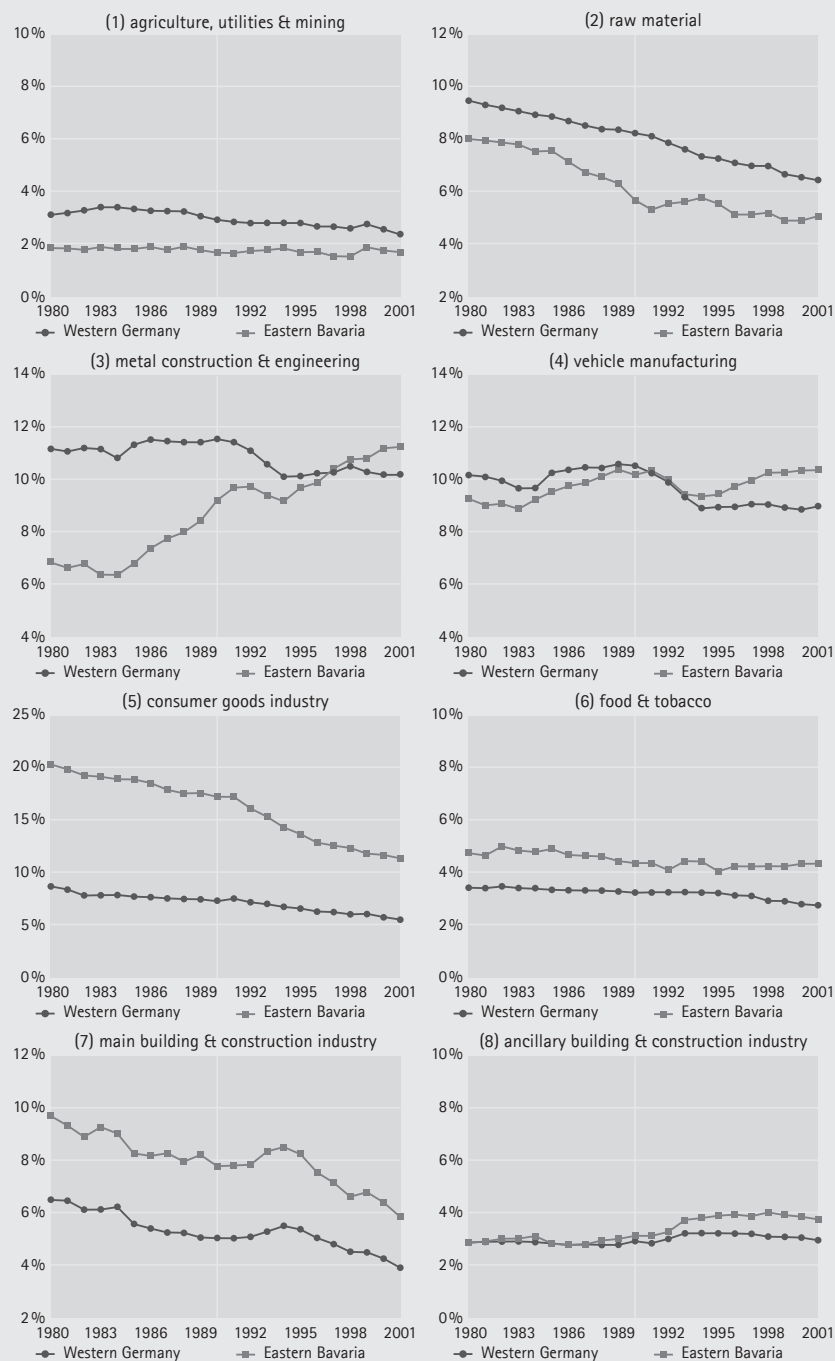 (1) agriculture, utilities & mining
10%
8%
6%
4%
2%
0%
1980 1983 1986 1989 1992 1995 1998 2001
Western Germany Eastern Bavaria
(2) raw material
12%
10%
8%
6%
4%
2%
1980 1983 1986 1989 1992 1995 1998 2001
Western Germany Eastern Bavaria
(3) metal construction & engineering
14%
12%
10%
8%
6%
4%
1980 1983 1986 1989 1992 1995 1998 2001
Western Germany Eastern Bavaria
(4) vehicle manufacturing
14%
12%
10%
8%
6%
4%
1980 1983 1986 1989 1992 1995 1998 2001
Western Germany Eastern Bavaria
(5) consumer goods industry
25%
20%
15%
10%
5%
0%
1980 1983 1986 1989 1992 1995 1998 2001
Western Germany Eastern Bavaria
(6) food & tobacco
10%
8%
6%
4%
2%
0%
1980 1983 1986 1989 1992 1995 1998 2001
Western Germany Eastern Bavaria
(7) main building & construction industry
12%
10%
8%
6%
4%
2%
1980 1983 1986 1989 1992 1995 1998 2001
Western Germany Eastern Bavaria
(8) ancillary building & construction industry
10%
8%
6%
4%
2%
0%
1980 1983 1986 1989 1992 1995 1998 2001
Western Germany Eastern Bavaria